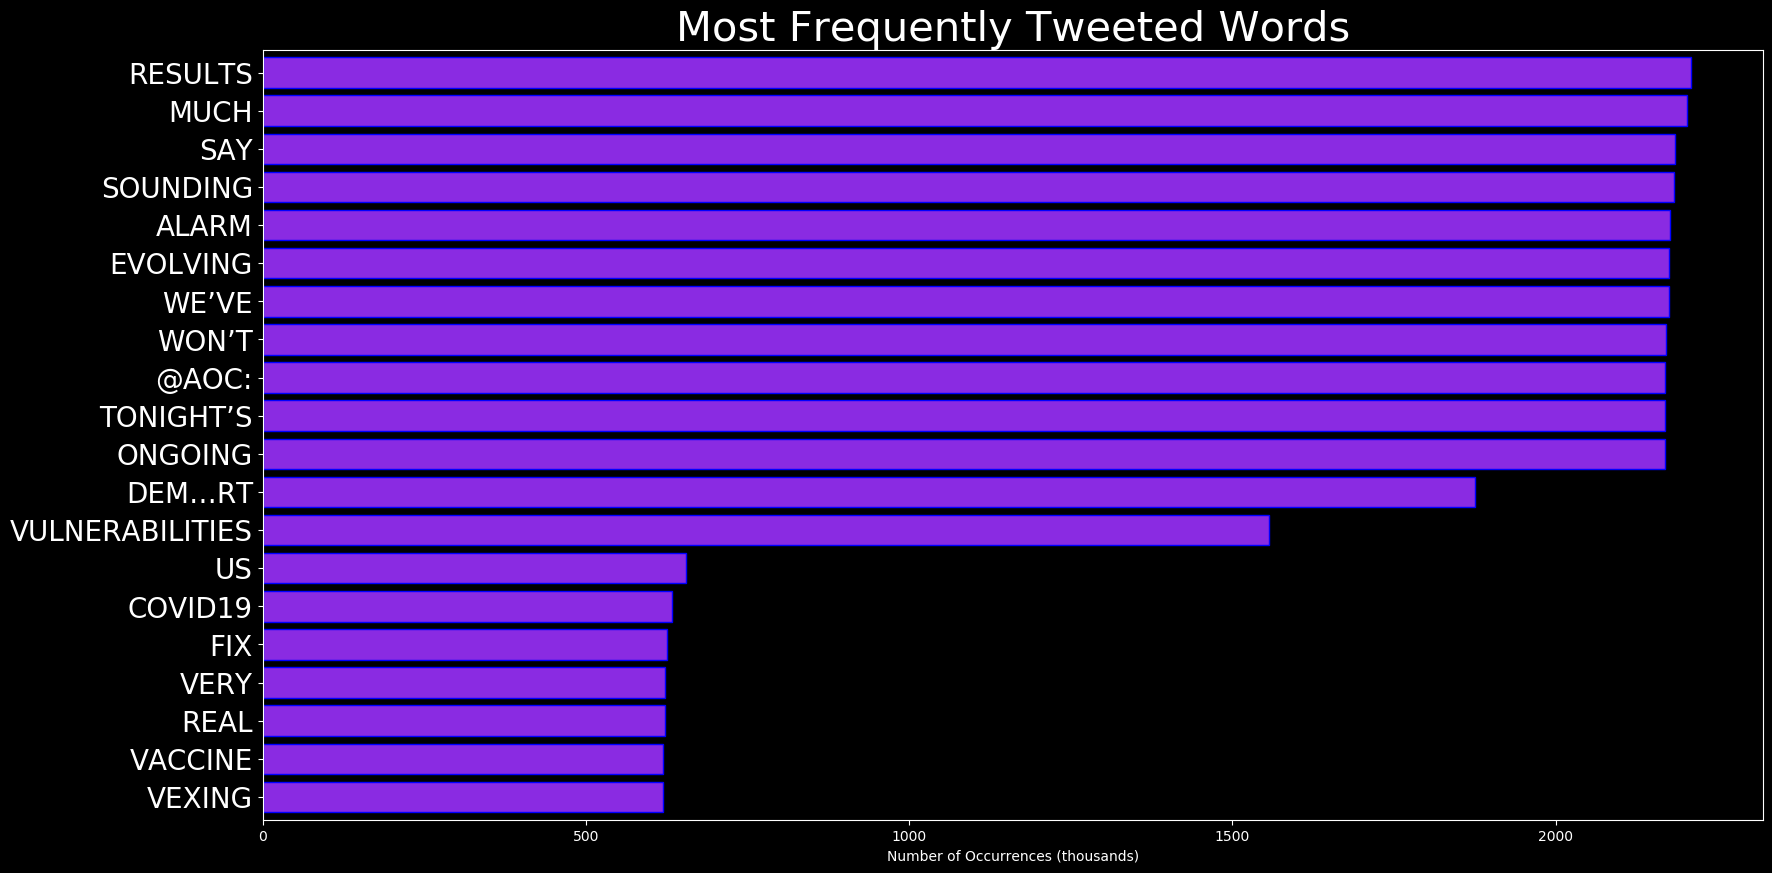 Most Frequently Tweeted Words
RESULTS
MUCH
SAY
SOUNDING
ALARM
EVOLVING
WE’VE
WON’T
@AOC:
TONIGHT’S
ONGOING
DEM…RT
VULNERABILITIES
US
COVID19
FIX
VERY
REAL
VACCINE
VEXING
0 500 1000 1500 2000
Number of Occurrences (thousands)